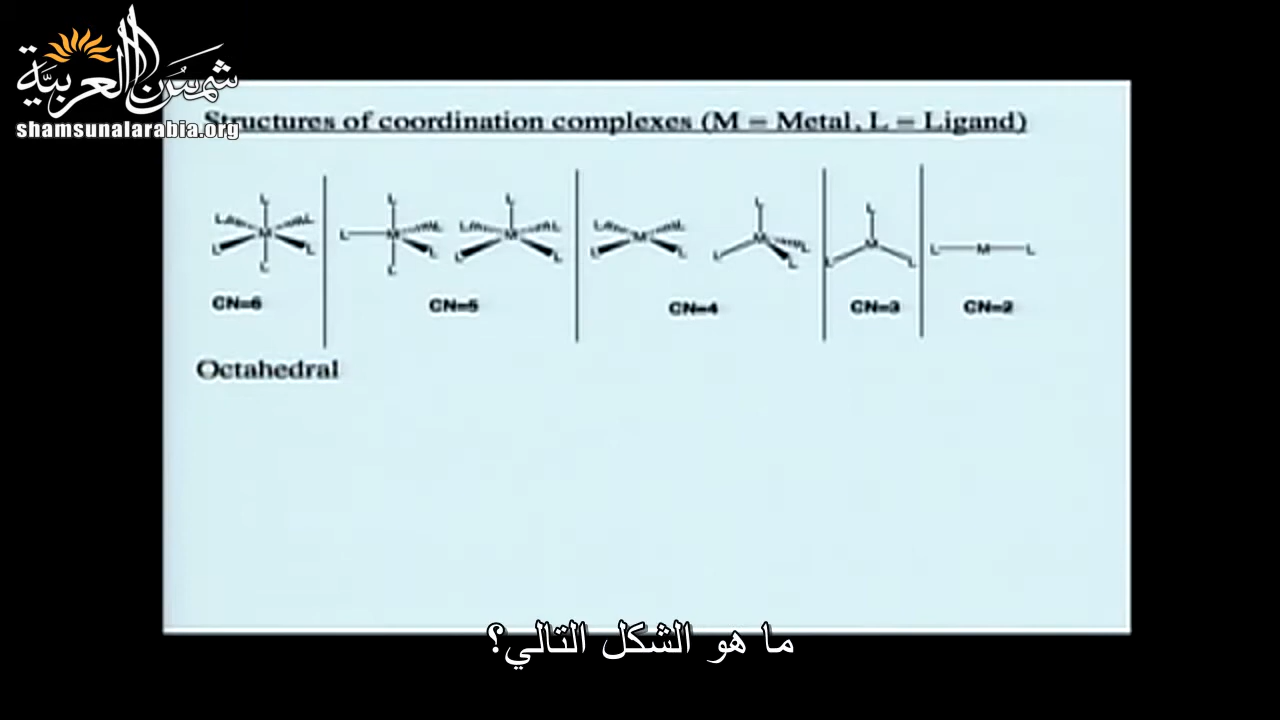 شمس العربية
shamsunalarabia.org
Structures of coordination complexes (M = Metal, L = Ligand)
L L L L L
L L L M L L M L L M L L M L L M L L M L
L L L L L L L L L L L L L L
L L
CN=6 CN=5 CN=4 CN=3 CN=2
Octahedral
ما هو الشكل التالي؟